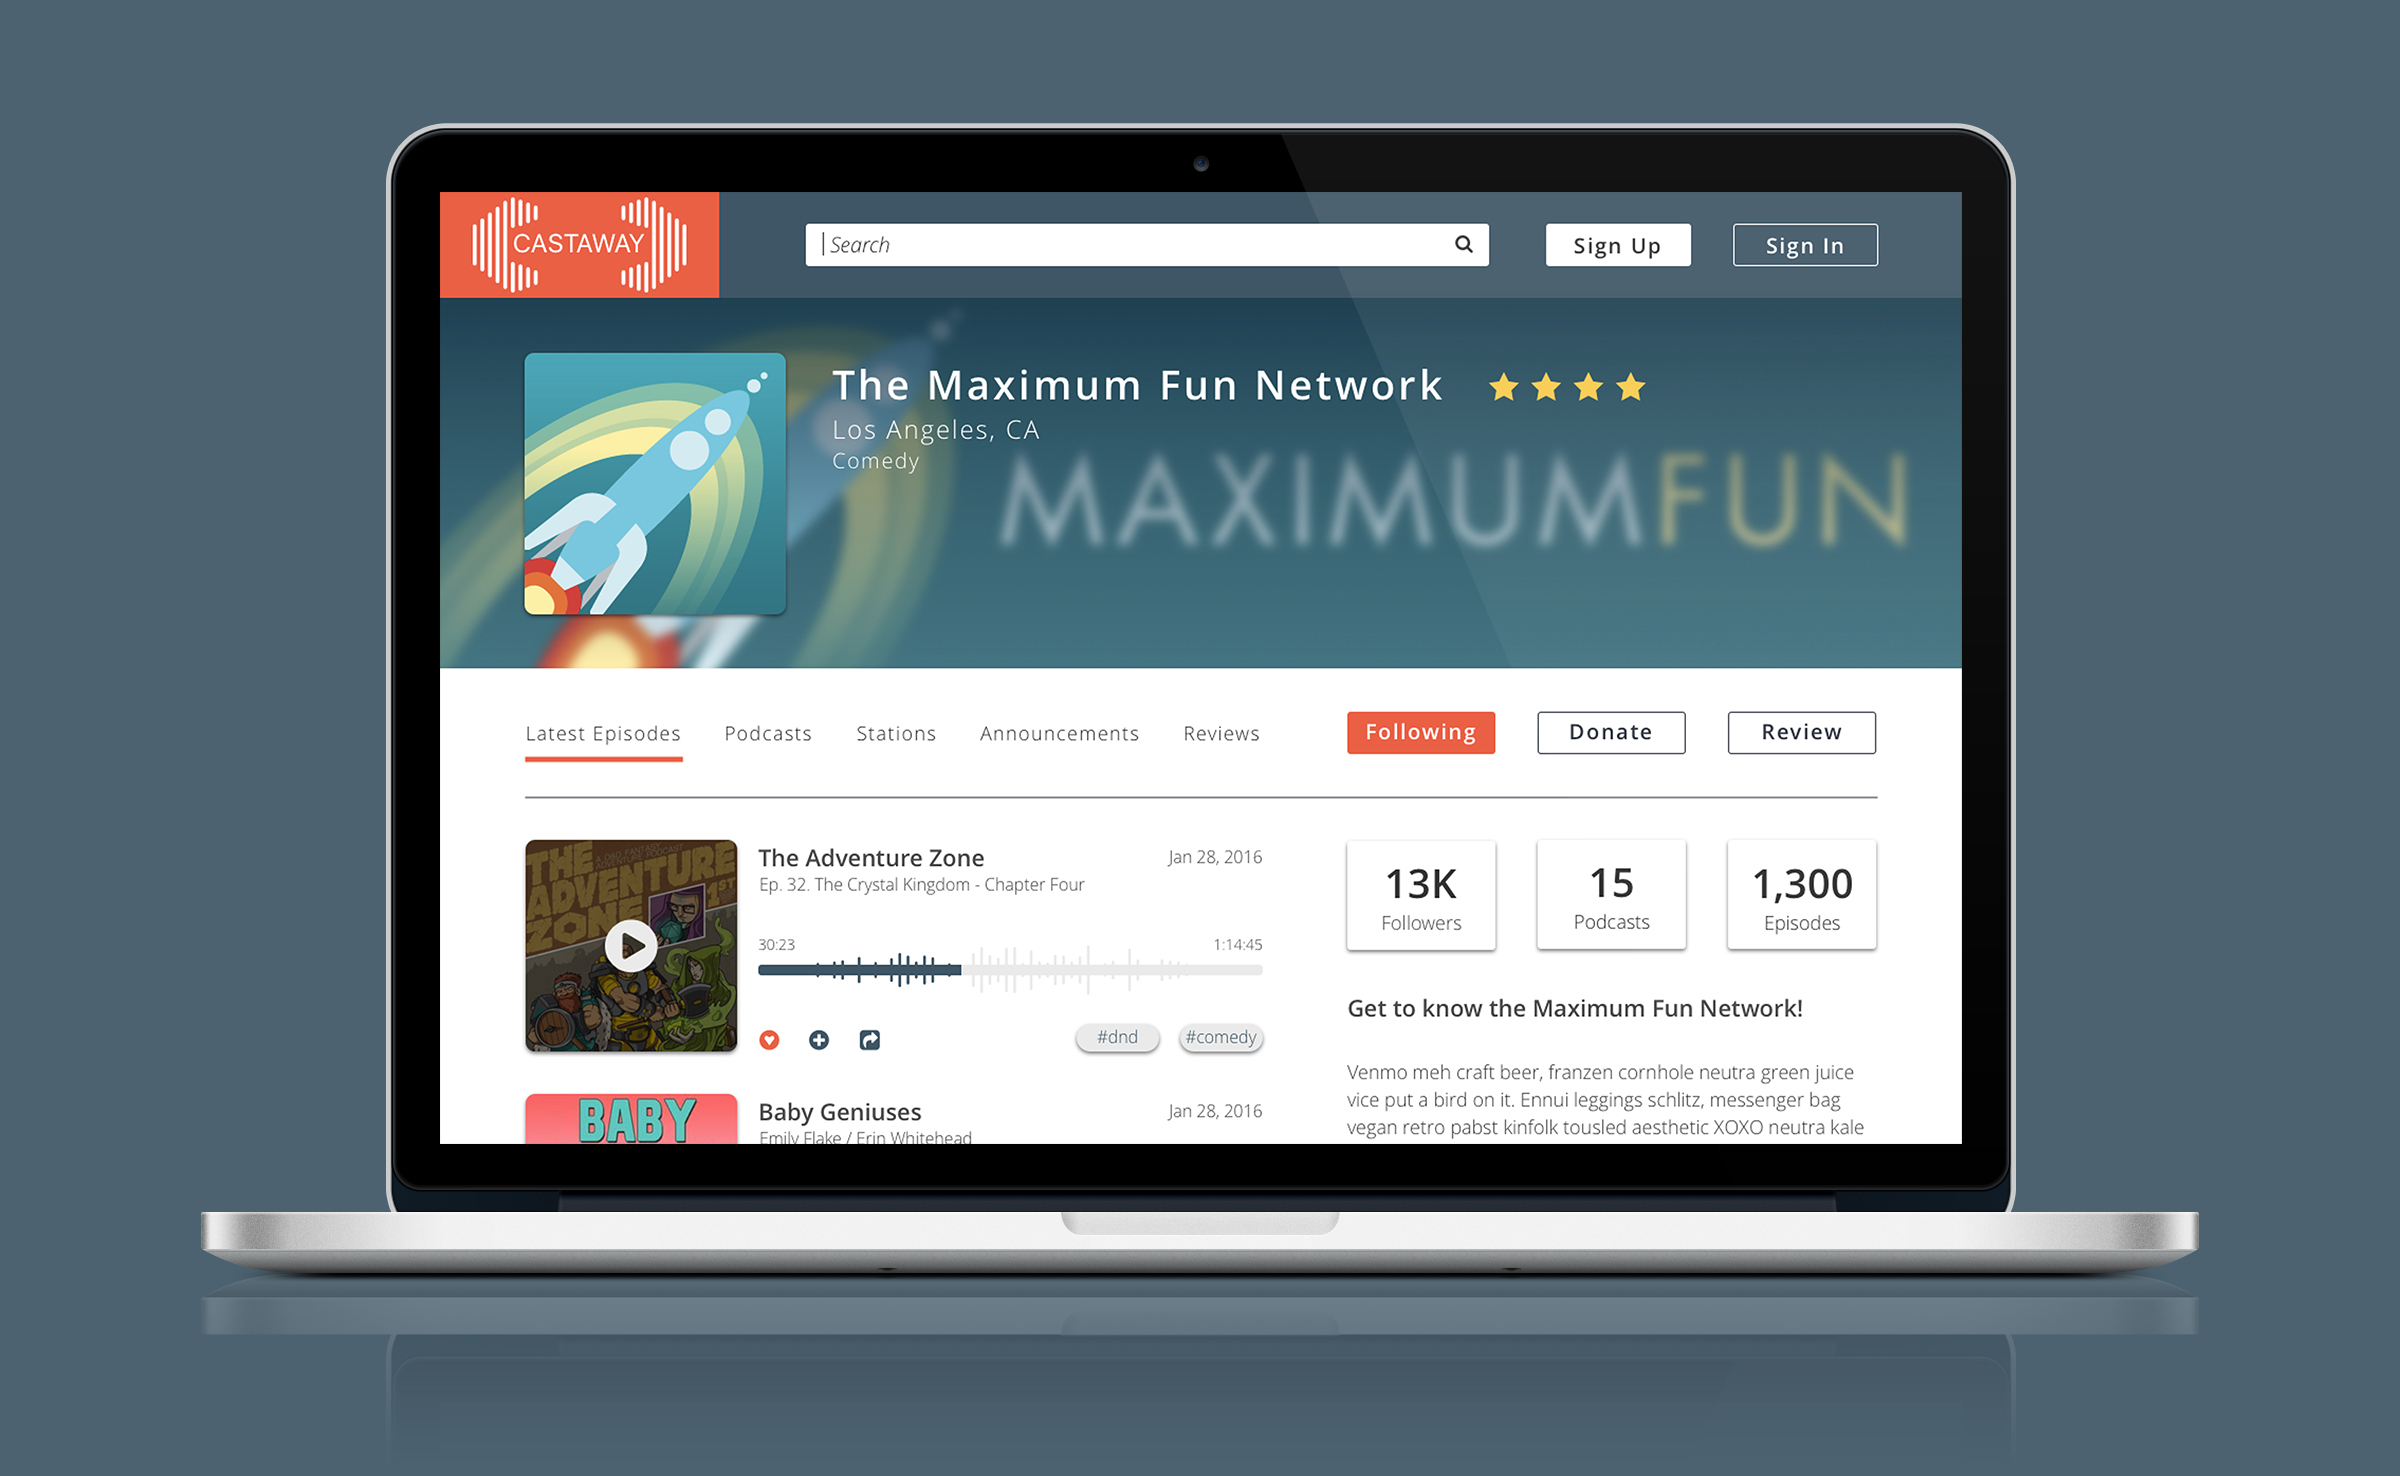 CASTAWAY
Search
Sign Up
Sign In
The Maximum Fun Network
Los Angeles, CA
Comedy
MAXIMUMFUN
Latest Episodes
Podcasts
Stations
Announcements
Reviews
Following
Donate
Review
THE
A D&D FANTASY
ADVENTURE PODCAST
ADVENTURE
ZONE
1ST
The Adventure Zone
Jan 28, 2016
Ep. 32. The Crystal Kingdom - Chapter Four
30:23
1:14:45
#dnd
#comedy
13K
Followers
15
Podcasts
1,300
Episodes
Get to know the Maximum Fun Network!
Venmo meh craft beer, franzen cornhole neutra green juice
vice put a bird on it. Ennui leggings schlitz, messenger bag
vegan retro pabst kinfolk tousled aesthetic XOXO neutra kale
BABY
Baby Geniuses
Jan 28, 2016
Emily Flake / Erin Whitehead